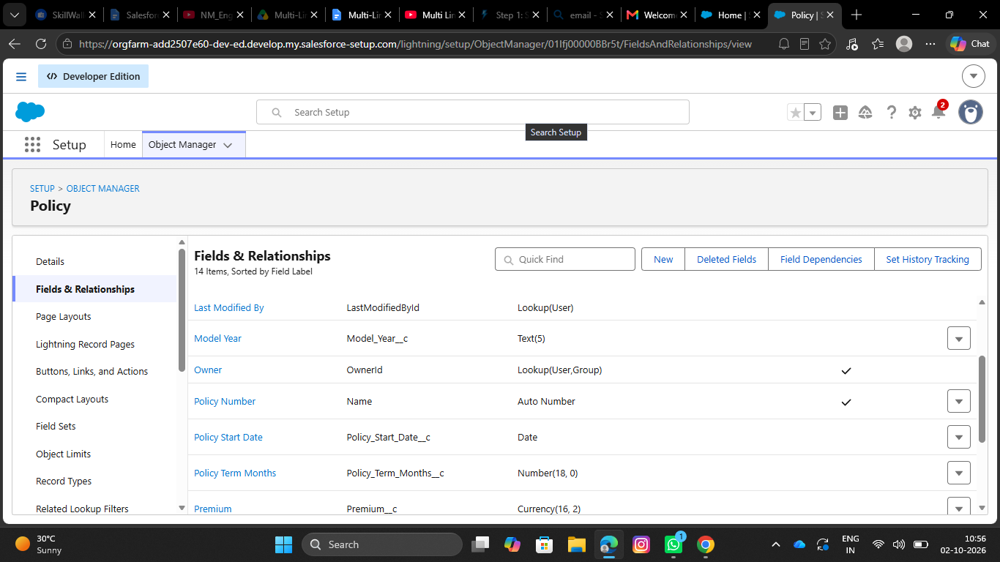 SkillWall
Salesfor
NM_Eng
Multi-Lin
Multi-Lin
Multi Lin
Step 1: S
email - S
Welcom
Home | S
Policy | S
https://orgfarm-add2507e60-dev-ed.develop.my.salesforce-setup.com/lightning/setup/ObjectManager/01Ifj00000BBr5t/FieldsAndRelationships/view
Chat
</> Developer Edition
Search Setup
2
Search Setup
Setup
Home
Object Manager
SETUP > OBJECT MANAGER
Policy
Details
Fields & Relationships
Page Layouts
Lightning Record Pages
Buttons, Links, and Actions
Compact Layouts
Field Sets
Object Limits
Record Types
Related Lookup Filters
Fields & Relationships
14 Items, Sorted by Field Label
Quick Find
New
Deleted Fields
Field Dependencies
Set History Tracking
Last Modified By LastModifiedById Lookup(User)
Model Year Model_Year__c Text(5)
Owner OwnerId Lookup(User,Group)
Policy Number Name Auto Number
Policy Start Date Policy_Start_Date__c Date
Policy Term Months Policy_Term_Months__c Number(18, 0)
Premium Premium__c Currency(16, 2)
30°C
Sunny
Search
1
ENG
IN
10:56
02-10-2026